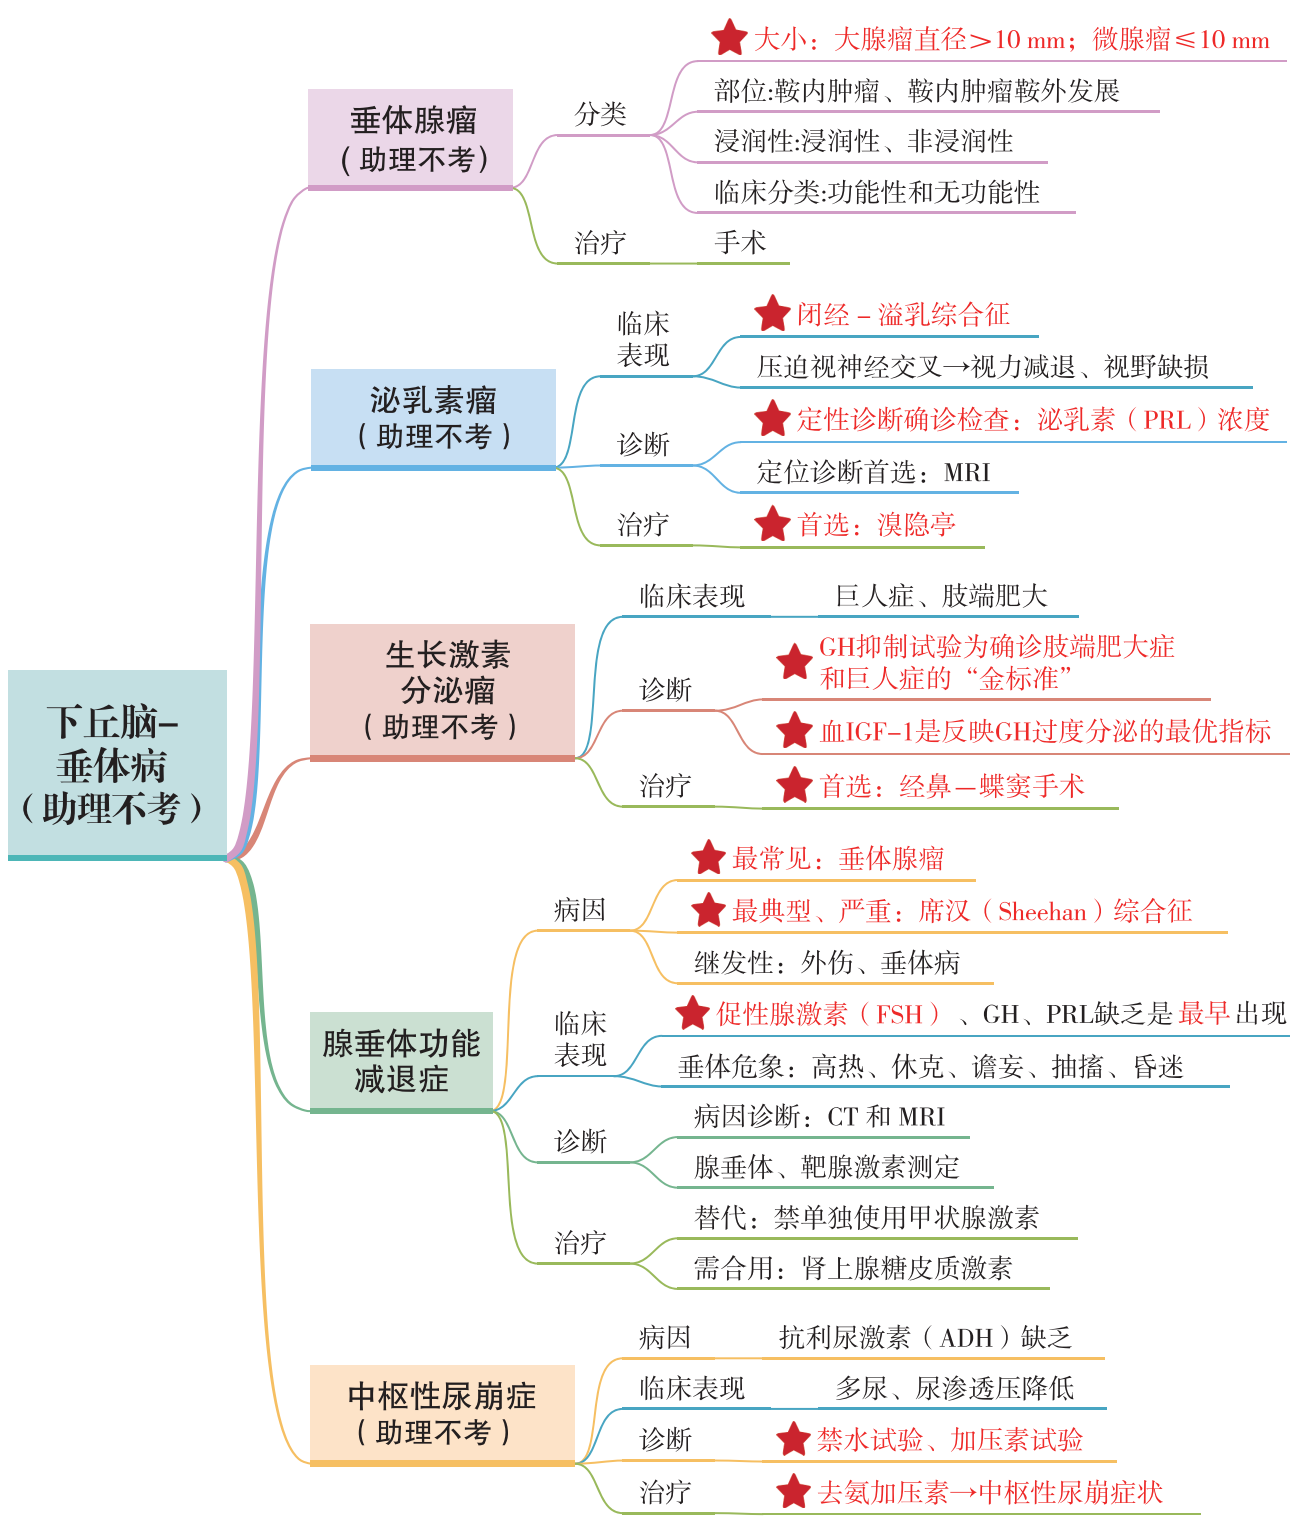 下丘脑–
垂体病
（助理不考）
垂体腺瘤
（助理不考）
分类
大小：大腺瘤直径>10 mm；微腺瘤≤10 mm
部位:鞍内肿瘤、鞍内肿瘤鞍外发展
浸润性:浸润性、非浸润性
临床分类:功能性和无功能性
治疗
手术
泌乳素瘤
（助理不考）
临床
表现
闭经–溢乳综合征
压迫视神经交叉→视力减退、视野缺损
诊断
定性诊断确诊检查：泌乳素（PRL）浓度
定位诊断首选：MRI
治疗
首选：溴隐亭
生长激素
分泌瘤
（助理不考）
临床表现
巨人症、肢端肥大
诊断
GH抑制试验为确诊肢端肥大症
和巨人症的“金标准”
血IGF–1是反映GH过度分泌的最优指标
治疗
首选：经鼻—蝶窦手术
腺垂体功能
减退症
病因
最常见：垂体腺瘤
最典型、严重：席汉（Sheehan）综合征
继发性：外伤、垂体病
临床
表现
促性腺激素（FSH）、GH、PRL缺乏是最早出现
垂体危象：高热、休克、谵妄、抽搐、昏迷
诊断
病因诊断：CT 和 MRI
腺垂体、靶腺激素测定
治疗
替代：禁单独使用甲状腺激素
需合用：肾上腺糖皮质激素
中枢性尿崩症
（助理不考）
病因
抗利尿激素（ADH）缺乏
临床表现
多尿、尿渗透压降低
诊断
禁水试验、加压素试验
治疗
去氨加压素→中枢性尿崩症状